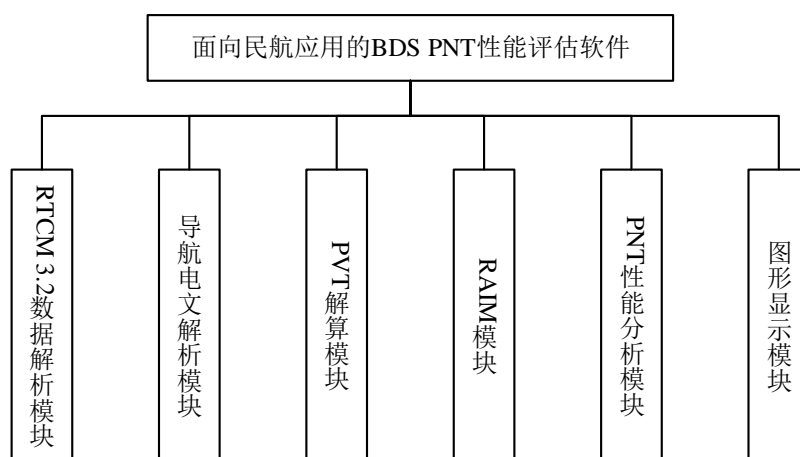 面向民航应用的BDS PNT性能评估软件
RTCM 3.2数据解析模块
导航电文解析模块
PVT解算模块
RAIM模块
PNT性能分析模块
图形显示模块